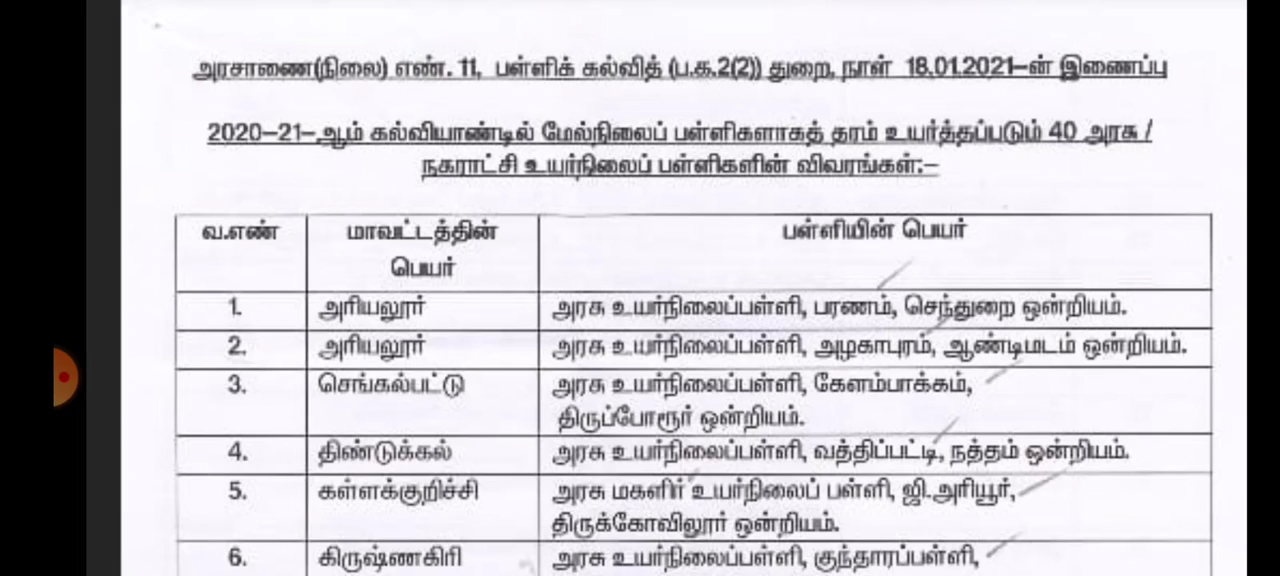 அரசாணை(நிலை) எண். 11, பள்ளிக் கல்வித் (ப.க.2(2)) துறை, நாள் 18.01.2021–ன் இணைப்பு
2020–21–ஆம் கல்வியாண்டில் மேல்நிலைப் பள்ளிகளாகத் தரம் உயர்த்தப்படும் 40 அரசு /
நகராட்சி உயர்நிலைப் பள்ளிகளின் விவரங்கள்:–
வ.எண் மாவட்டத்தின் பள்ளியின் பெயர்
பெயர்
1. அரியலூர் அரசு உயர்நிலைப்பள்ளி, பரணம், செந்துறை ஒன்றியம்.
2. அரியலூர் அரசு உயர்நிலைப்பள்ளி, அழகாபுரம், ஆண்டிமடம் ஒன்றியம்.
3. செங்கல்பட்டு அரசு உயர்நிலைப்பள்ளி, கேளம்பாக்கம்,
திருப்போரூர் ஒன்றியம்.
4. திண்டுக்கல் அரசு உயர்நிலைப்பள்ளி, வத்திப்பட்டி, நத்தம் ஒன்றியம்.
5. கள்ளக்குறிச்சி அரசு மகளிர் உயர்நிலைப் பள்ளி, ஜி.அரியூர்,
திருக்கோவிலூர் ஒன்றியம்.
6. கிருஷ்ணகிரி அரசு உயர்நிலைப்பள்ளி, குந்தாரப்பள்ளி,